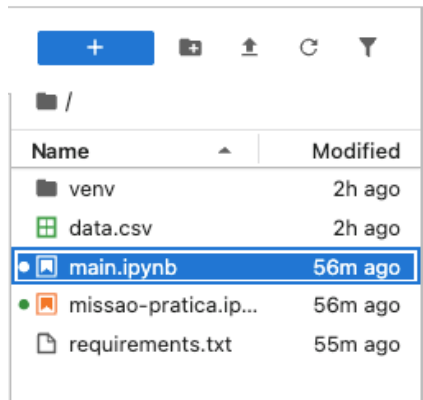 +
/
Name Modified
venv 2h ago
data.csv 2h ago
main.ipynb 56m ago
missao-pratica.ip... 56m ago
requirements.txt 55m ago